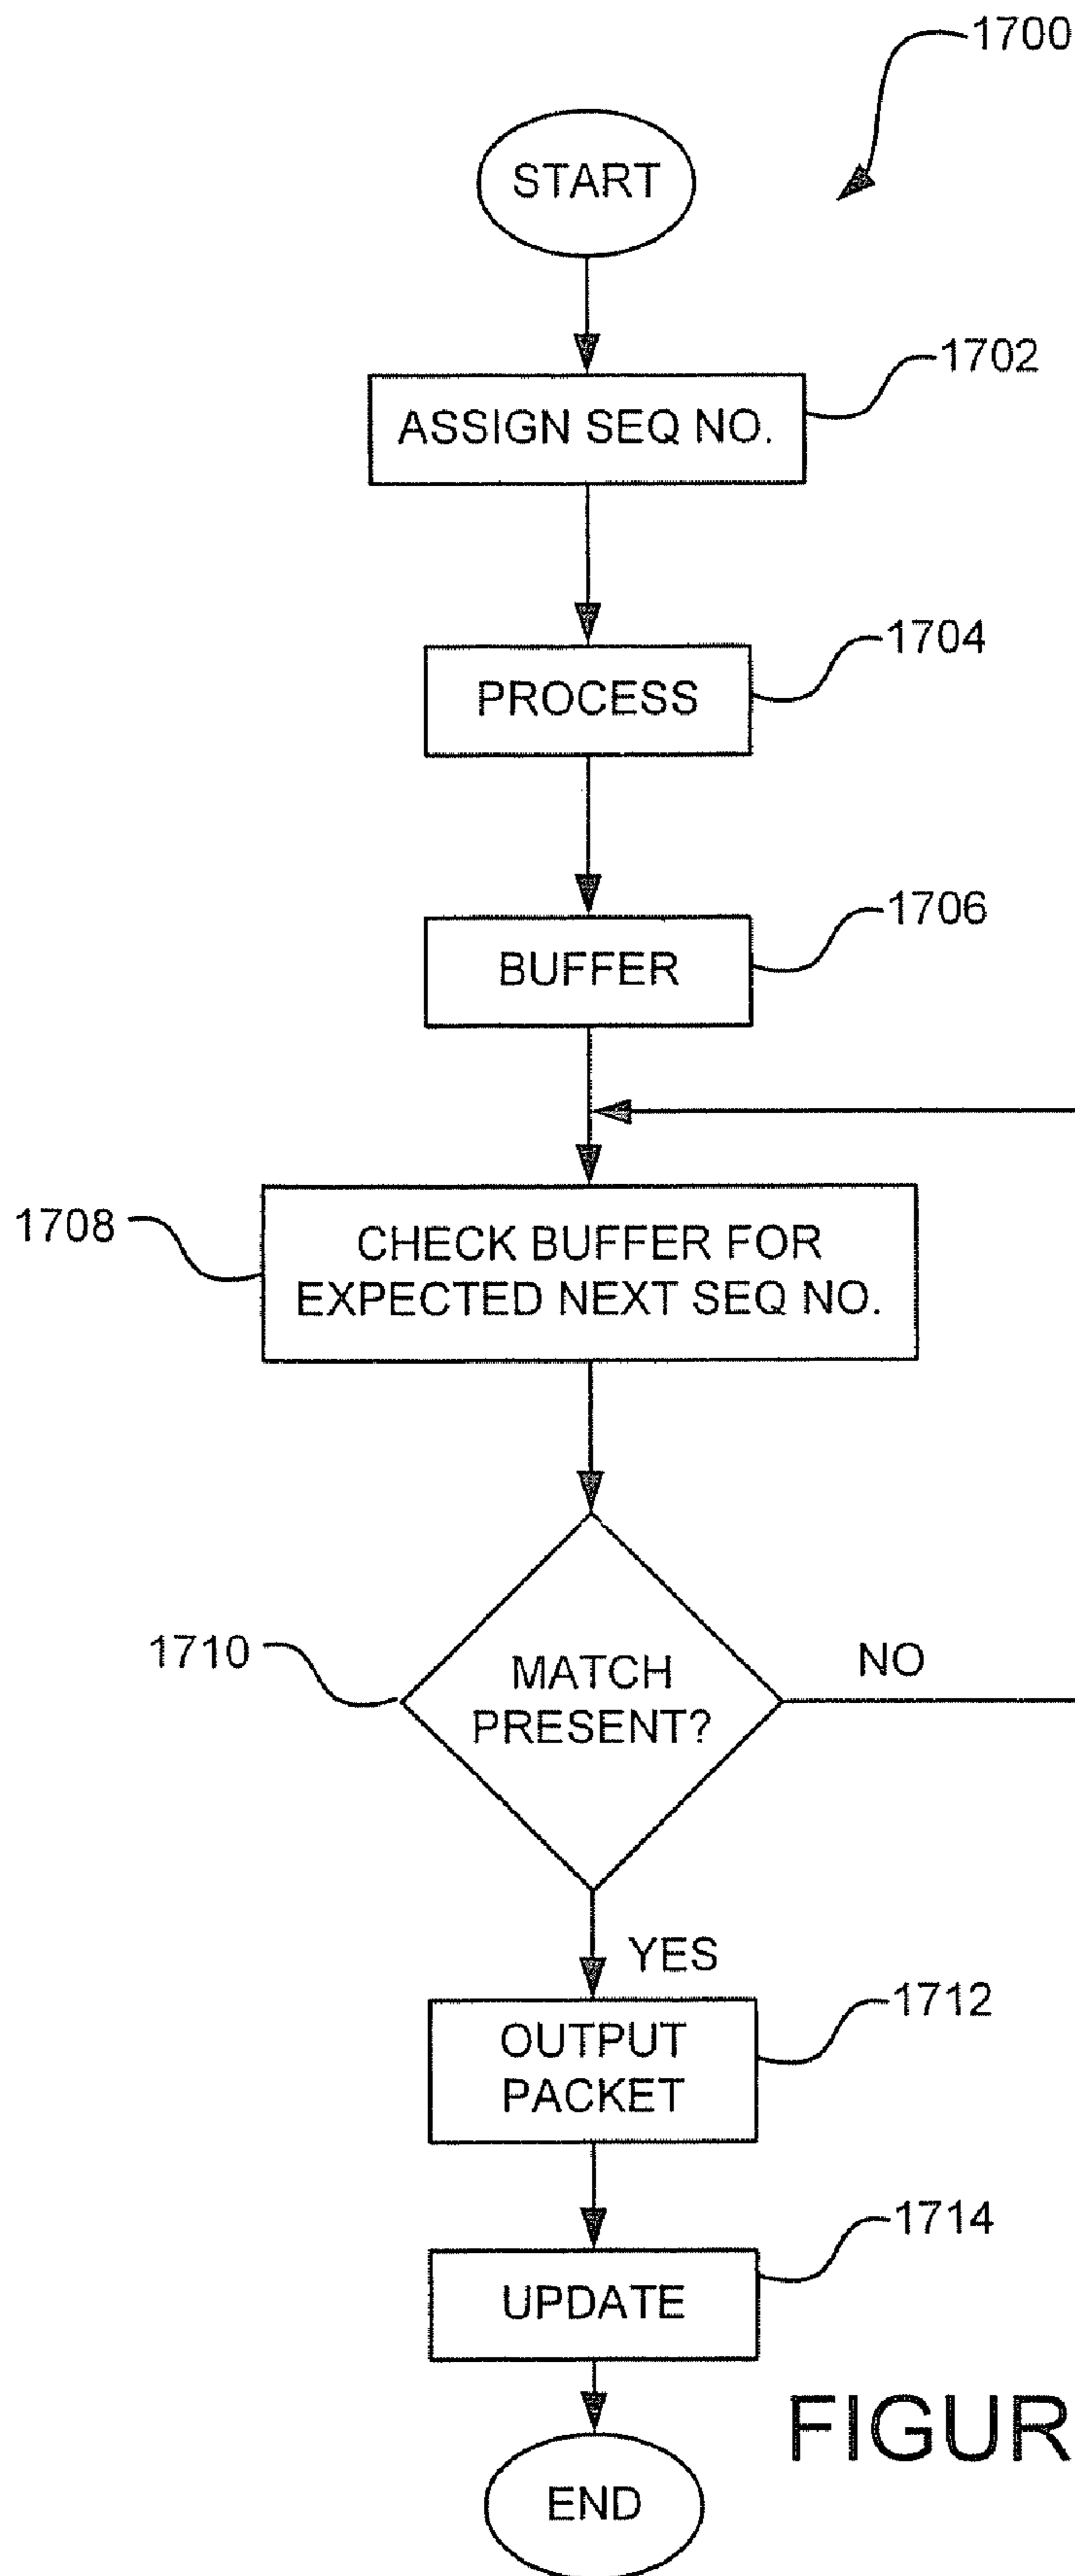 1700
START
1702
ASSIGN SEQ NO.
1704
PROCESS
1706
BUFFER
1708
CHECK BUFFER FOR
EXPECTED NEXT SEQ NO.
1710
MATCH
PRESENT?
NO
YES
1712
OUTPUT
PACKET
1714
UPDATE
FIGUR
END